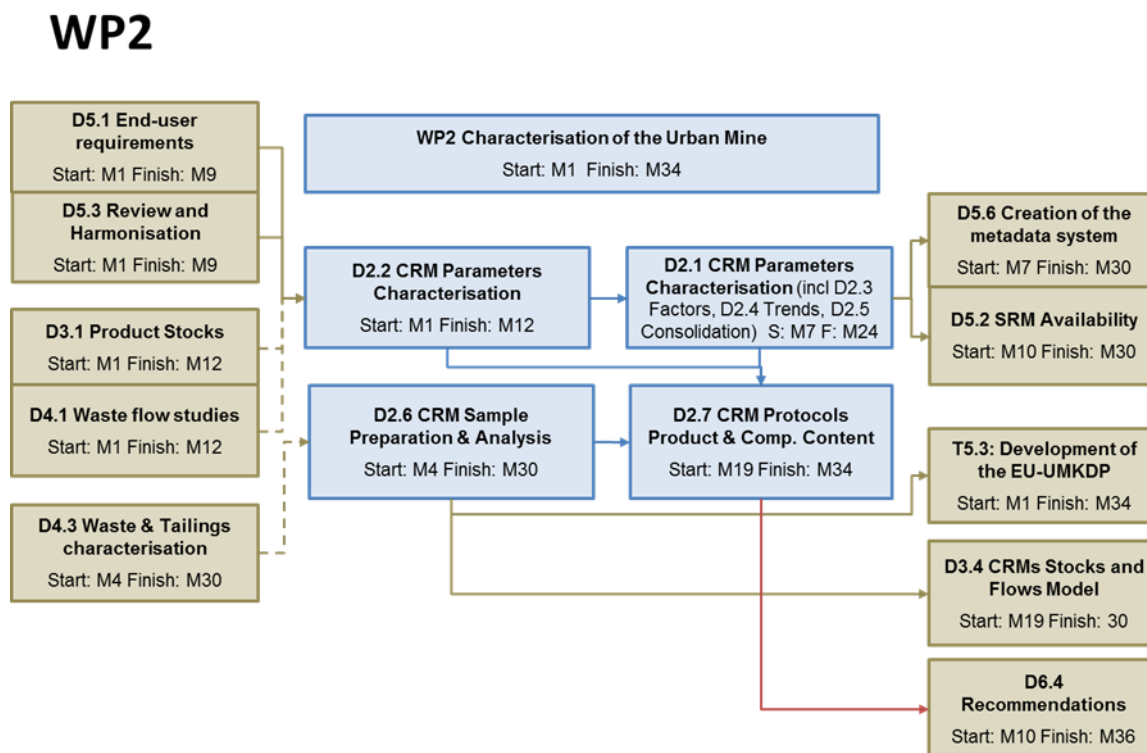 WP2
D5.1 End-user
requirements
Start: M1 Finish: M9
D5.3 Review and
Harmonisation
Start: M1 Finish: M9
D3.1 Product Stocks
Start: M1 Finish: M12
D4.1 Waste flow studies
Start: M1 Finish: M12
D4.3 Waste & Tailings
characterisation
Start: M4 Finish: M30
WP2 Characterisation of the Urban Mine
Start: M1 Finish: M34
D2.2 CRM Parameters
Characterisation
Start: M1 Finish: M12
D2.1 CRM Parameters
Characterisation (incl D2.3
Factors, D2.4 Trends, D2.5
Consolidation) S: M7 F: M24
D2.6 CRM Sample
Preparation & Analysis
Start: M4 Finish: M30
D2.7 CRM Protocols
Product & Comp. Content
Start: M19 Finish: M34
D5.6 Creation of the
metadata system
Start: M7 Finish: M30
D5.2 SRM Availability
Start: M10 Finish: M30
T5.3: Development of
the EU-UMKDP
Start: M1 Finish: M34
D3.4 CRMs Stocks and
Flows Model
Start: M19 Finish: 30
D6.4
Recommendations
Start: M10 Finish: M36